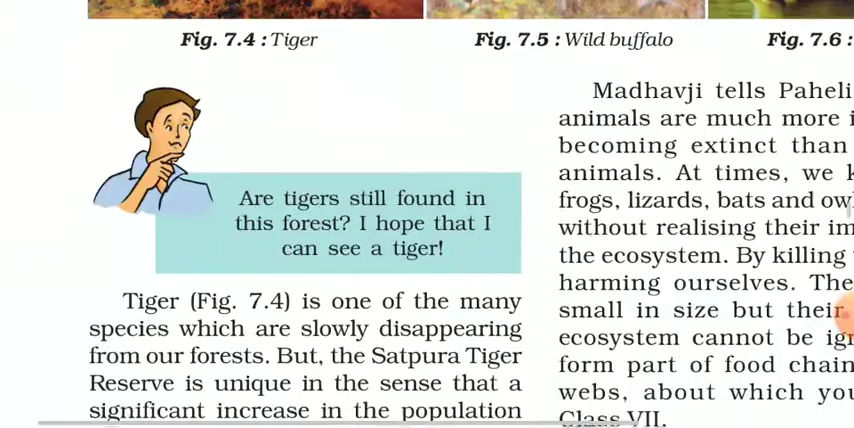 Fig. 7.4 : Tiger
Fig. 7.5 : Wild buffalo
Fig. 7.6 :
Are tigers still found in
this forest? I hope that I
can see a tiger!
Tiger (Fig. 7.4) is one of the many
species which are slowly disappearing
from our forests. But, the Satpura Tiger
Reserve is unique in the sense that a
significant increase in the population
Madhavji tells Paheli
animals are much more
becoming extinct than
animals. At times, we
frogs, lizards, bats and
without realising their
the ecosystem. By killing
harming ourselves. The
small in size but their
ecosystem cannot be
form part of food chain
webs, about which you
Class VII.